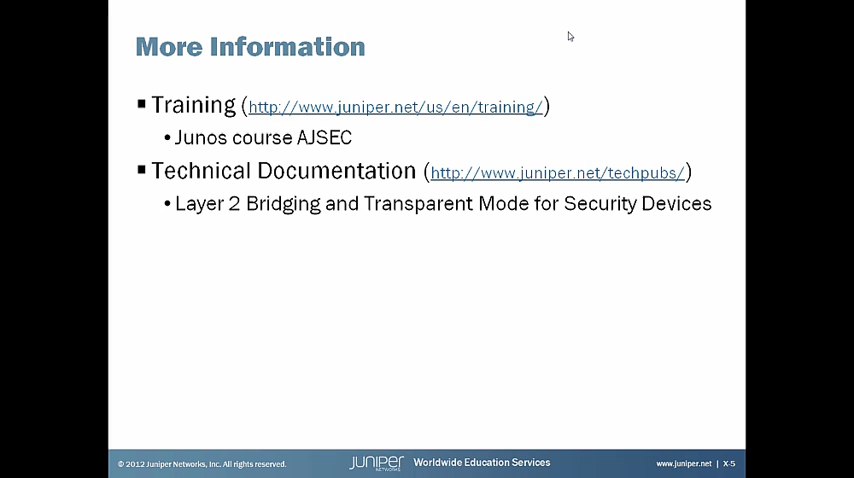 More Information
▪ Training (http://www.juniper.net/us/en/training/)
• Junos course AJSEC
▪ Technical Documentation (http://www.juniper.net/techpubs/)
• Layer 2 Bridging and Transparent Mode for Security Devices
© 2012 Juniper Networks, Inc. All rights reserved. JUNIPER NETWORKS Worldwide Education Services www.juniper.net | X-5